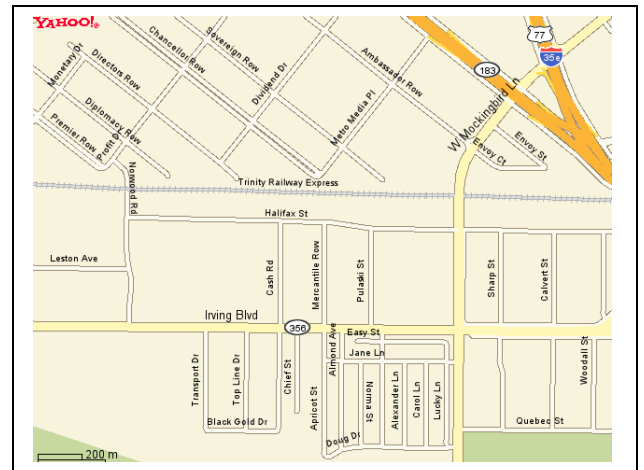 YAHOO!
77
35e
183
Monetary Dr
Directors Row
Chancellor Row
Sovereign Row
Dividend Dr
Ambassador Row
Metro Media Pl
W Mockingbird Ln
Diplomacy Row
Premier Row
Profit Dr
Envoy Ct
Envoy St
Trinity Railway Express
Norwood Rd
Halifax St
Leston Ave
Cash Rd
Mercantile Row
Pulaski St
Sharp St
Calvert St
Irving Blvd
356
Easy St
Jane Ln
Almond Ave
Woodall St
Transport Dr
Top Line Dr
Chief St
Apricot St
Norma St
Alexander Ln
Carol Ln
Lucky Ln
Black Gold Dr
Doug Dr
Quebec St
200 m